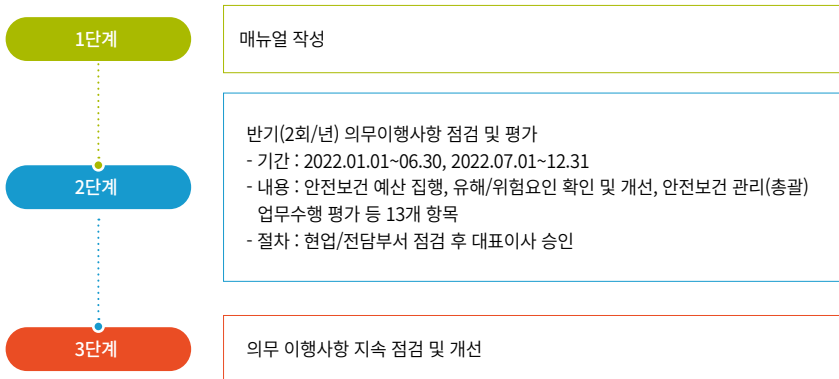 1단계
매뉴얼 작성
2단계
반기(2회/년) 의무이행사항 점검 및 평가
- 기간 : 2022.01.01~06.30, 2022.07.01~12.31
- 내용 : 안전보건 예산 집행, 유해/위험요인 확인 및 개선, 안전보건 관리(총괄)
업무수행 평가 등 13개 항목
- 절차 : 현업/전담부서 점검 후 대표이사 승인
3단계
의무 이행사항 지속 점검 및 개선